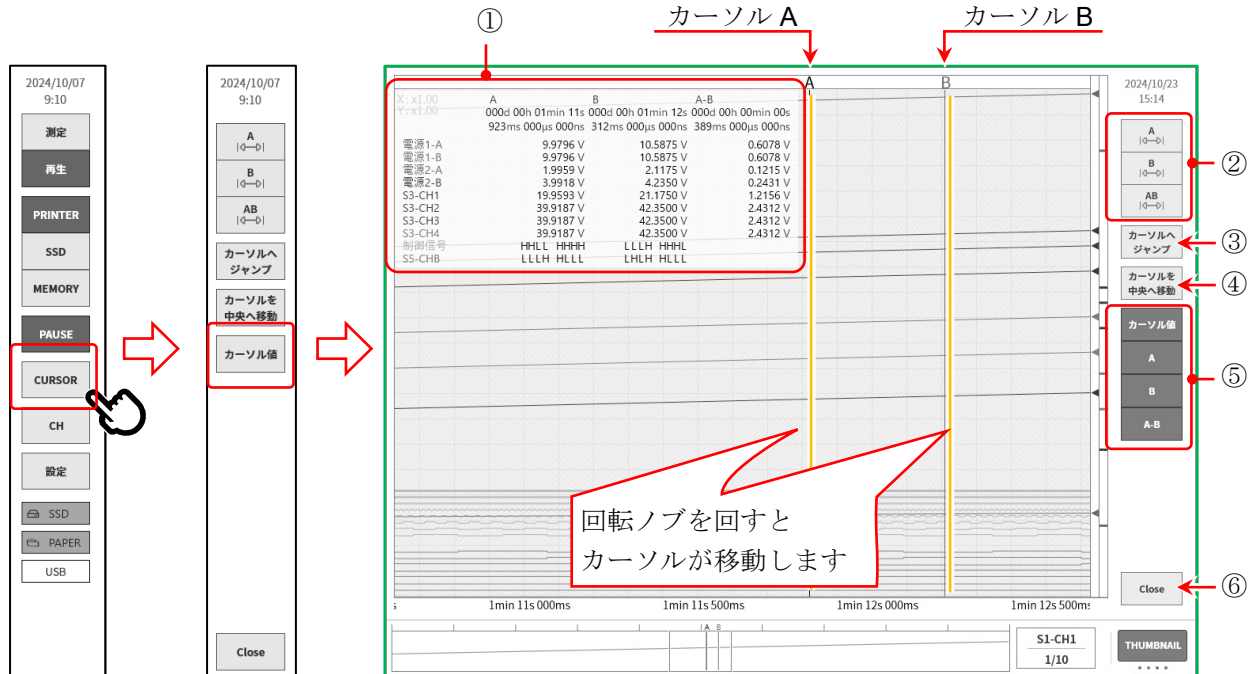 ①
カーソル A
カーソル B
2024/10/07
9:10
測定
再生
PRINTER
SSD
MEMORY
PAUSE
CURSOR
CH
設定
SSD
PAPER
USB
2024/10/07
9:10
A
B
AB
カーソルへ
ジャンプ
カーソルを
中央へ移動
カーソル値
Close
A
B
X : x1.00 A B A-B
Y : x1.00 000d 00h 01min 11s 000d 00h 01min 12s 000d 00h 00min 00s
923ms 000μs 000ns 312ms 000μs 000ns 389ms 000μs 000ns
電源1-A 9.9796 V 10.5875 V 0.6078 V
電源1-B 9.9796 V 10.5875 V 0.6078 V
電源2-A 1.9959 V 2.1175 V 0.1215 V
電源2-B 3.9918 V 4.2350 V 0.2431 V
S3-CH1 19.9593 V 21.1750 V 1.2156 V
S3-CH2 39.9187 V 42.3500 V 2.4312 V
S3-CH3 39.9187 V 42.3500 V 2.4312 V
S3-CH4 39.9187 V 42.3500 V 2.4312 V
制御信号 HHLL HHHH LLLH HHHL
S5-CHB LLLH HLLL LHLH HLLL
回転ノブを回すと
カーソルが移動します
s 1min 11s 000ms 1min 11s 500ms 1min 12s 000ms 1min 12s 500ms
A B
S1-CH1
1/10
2024/10/23
15:14
A
B
AB
②
カーソルへ
ジャンプ
③
カーソルを
中央へ移動
④
カーソル値
A
B
A-B
⑤
Close
⑥
THUMBNAIL